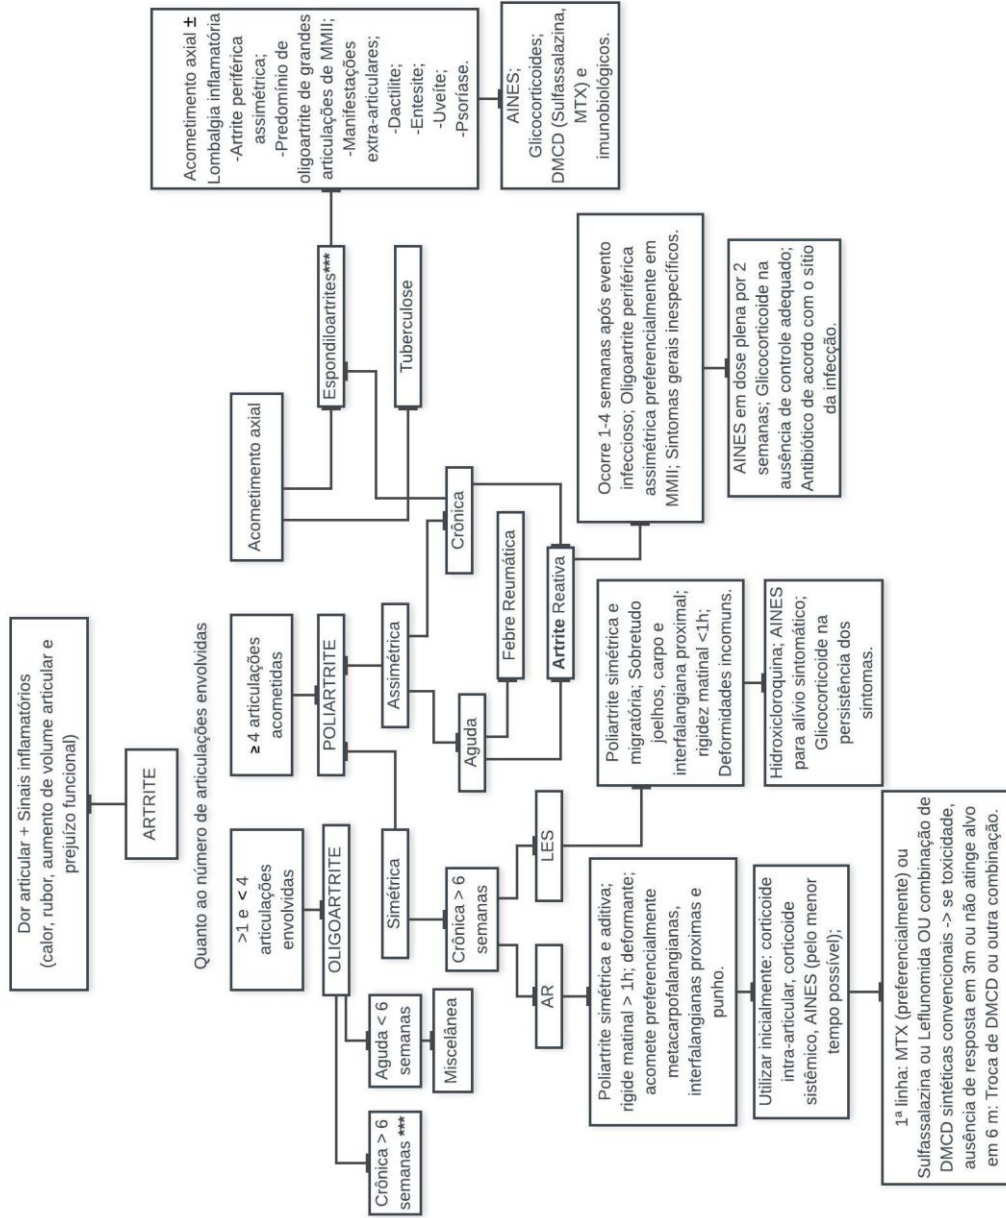 Dor articular + Sinais inflamatórios
(calor, rubor, aumento de volume articular e
prejuízo funcional)
ARTRITE
Quanto ao número de articulações envolvidas
>1 e < 4
articulações
envolvidas
≥ 4 articulações
acometidas
Acometimento axial
OLIGOARTRITE
POLIARTRITE
Espondiloartrites***
Acometimento axial ±
Lombalgia inflamatória
-Artrite periférica
assimétrica;
-Predomínio de
oligoartrite de grandes
articulações de MMII;
-Manifestações
extra-articulares;
-Dactilite;
-Entesite;
-Uveite;
-Psoríase.
Crônica > 6
semanas ***
Aguda < 6
semanas
Simétrica
Assimétrica
Tuberculose
Miscelânea
Crônica > 6
semanas
Aguda
Crônica
AINES;
Glicocorticoides;
DMCD (Sulfassalazina,
MTX) e
imunobiológicos.
AR
LES
Febre Reumática
Artrite Reativa
Poliartrite simétrica e aditiva;
rigide matinal > 1h; deformante;
acomete preferencialmente
metacarpofalangianas,
interfalangianas proximas e
punho.
Poliartrite simétrica e
migratória; Sobretudo
joelhos, carpo e
interfalangiana proximal;
rigidez matinal <1h;
Deformidades incomuns.
Ocorre 1-4 semanas após evento
infeccioso; Oligoartrite periférica
assimétrica preferencialmente em
MMII; Sintomas gerais inespecíficos.
Utilizar inicialmente: corticoide
intra-articular, corticoide
sistêmico, AINES (pelo menor
tempo possível);
Hidroxicloroquina; AINES
para alívio sintomático;
Glicocorticoide na
persistência dos
sintomas.
AINES em dose plena por 2
semanas; Glicocorticoide na
ausência de controle adequado;
Antibiótico de acordo com o sítio
da infecção.
1ª linha: MTX (preferencialmente) ou
Sulfassalazina ou Leflunomida OU combinação de
DMCD sintéticas convencionais -> se toxicidade,
ausência de resposta em 3m ou não atinge alvo
em 6 m: Troca de DMCD ou outra combinação.